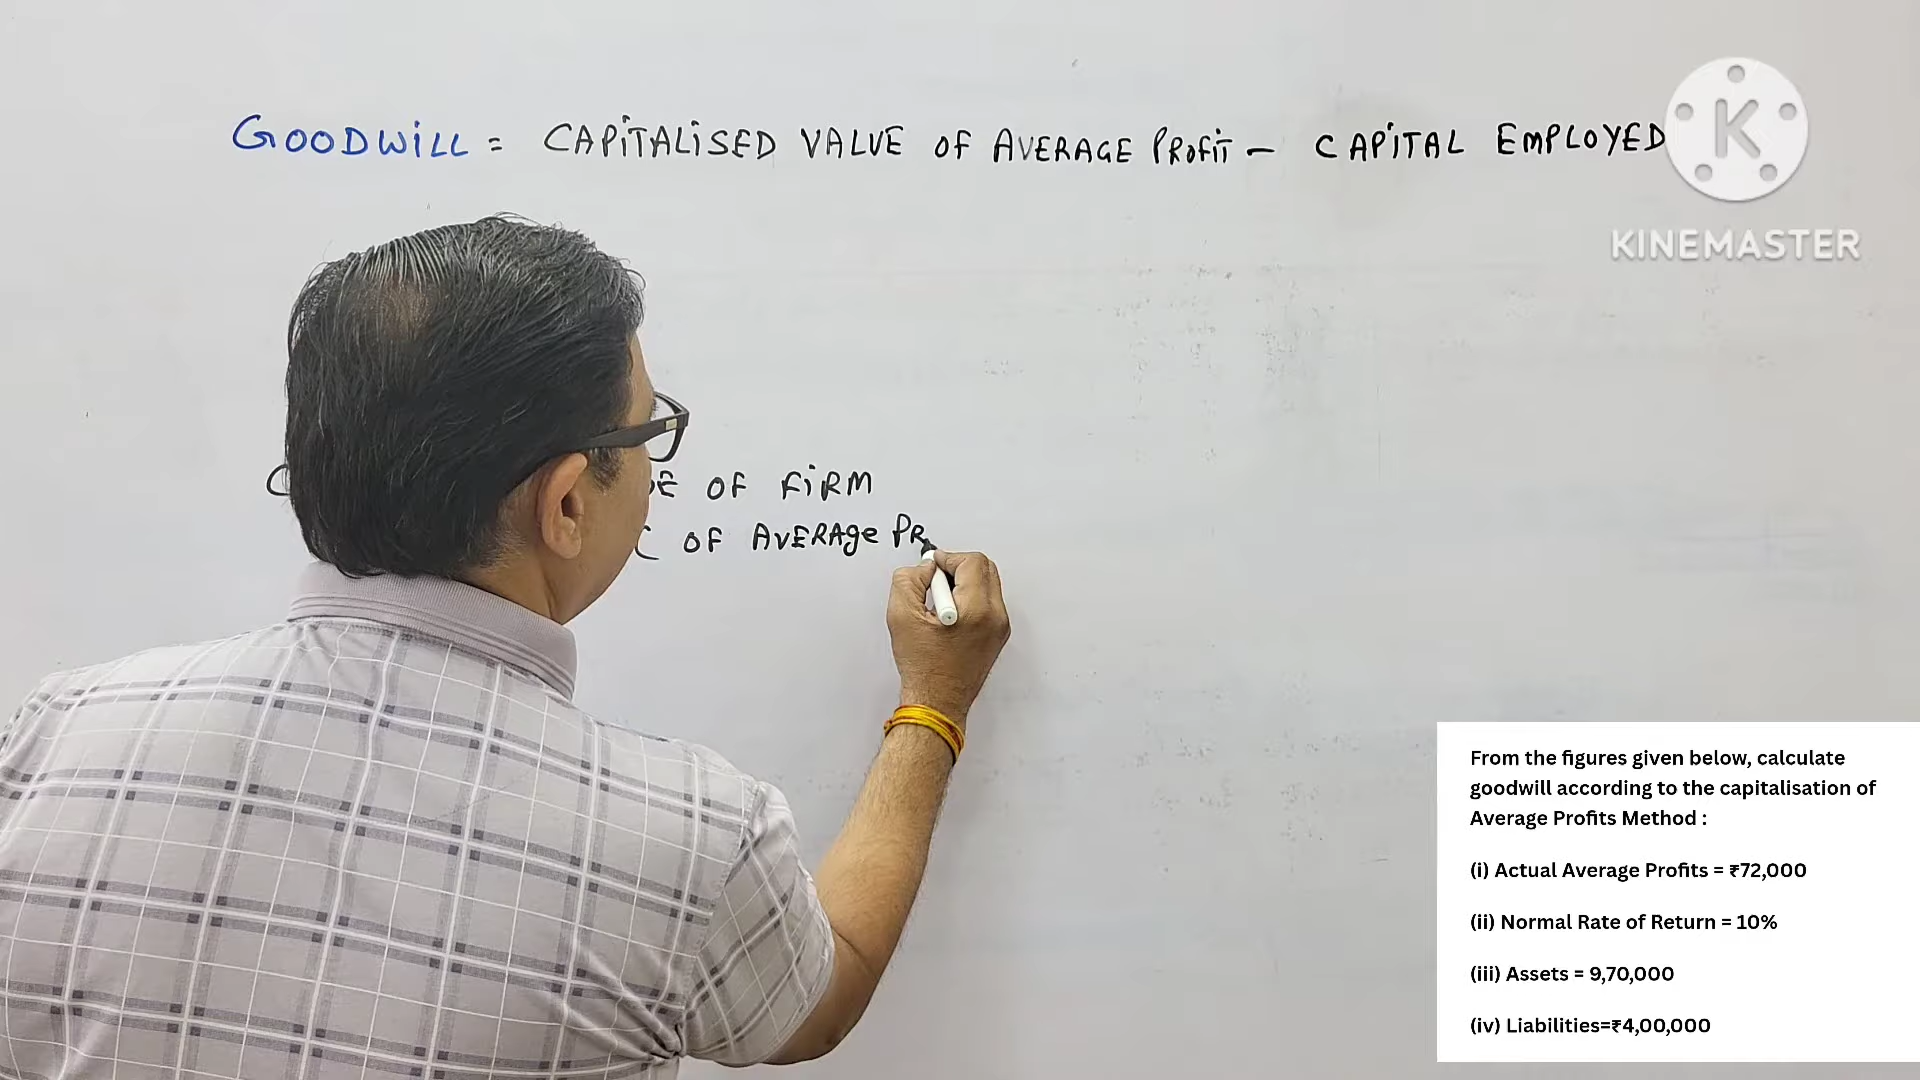 GOODWiLL = CAPiTALiSED VALUE OF AVERAGE PROFiT - CAPiTAL EMPLOYED
K
KINEMASTER
OF FiRM
OF AVERAge PR
From the figures given below, calculate
goodwill according to the capitalisation of
Average Profits Method :
(i) Actual Average Profits = ₹72,000
(ii) Normal Rate of Return = 10%
(iii) Assets = 9,70,000
(iv) Liabilities=₹4,00,000